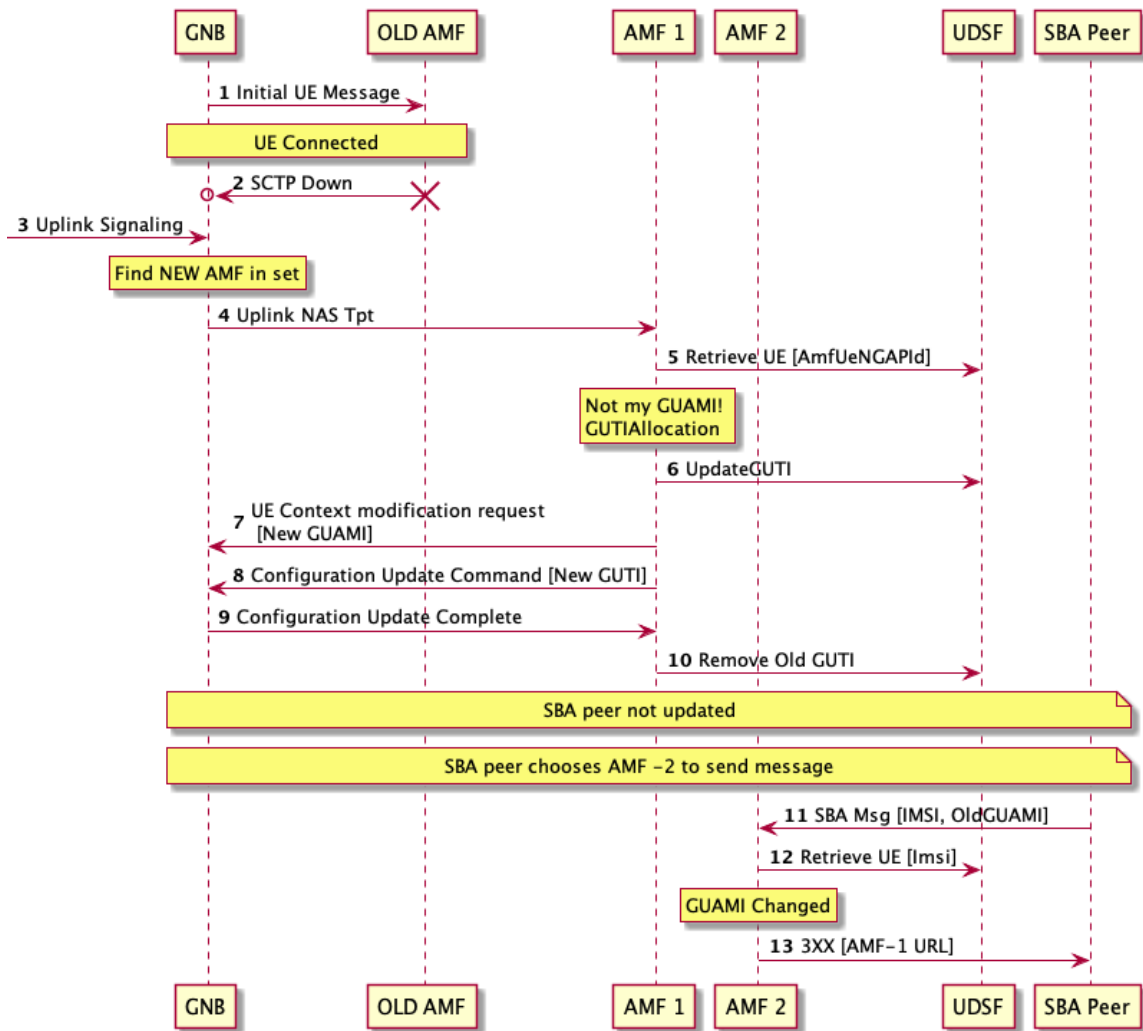 GNB
OLD AMF
AMF 1
AMF 2
UDSF
SBA Peer
1 Initial UE Message
UE Connected
2 SCTP Down
3 Uplink Signaling
Find NEW AMF in set
4 Uplink NAS Tpt
5 Retrieve UE [AmfUeNGAPId]
Not my GUAMI!
GUTIAllocation
6 UpdateGUTI
7 UE Context modification request
[New GUAMI]
8 Configuration Update Command [New GUTI]
9 Configuration Update Complete
10 Remove Old GUTI
SBA peer not updated
SBA peer chooses AMF -2 to send message
11 SBA Msg [IMSI, OldGUAMI]
12 Retrieve UE [Imsi]
GUAMI Changed
13 3XX [AMF-1 URL]
GNB
OLD AMF
AMF 1
AMF 2
UDSF
SBA Peer